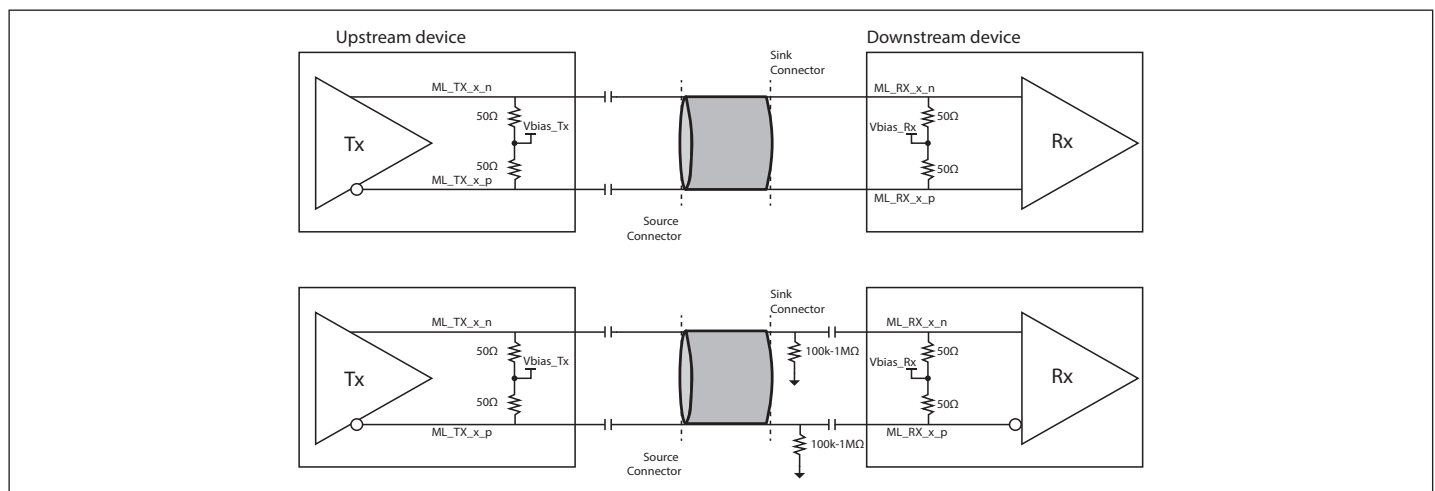 Upstream device
Downstream device
Sink
Connector
ML_TX_x_n
ML_RX_x_n
50Ω
50Ω
Vbias_Tx
Vbias_Rx
Tx
Rx
50Ω
50Ω
ML_TX_x_p
ML_RX_x_p
Source
Connector
Sink
Connector
ML_TX_x_n
ML_RX_x_n
50Ω
100k-1MΩ
50Ω
Vbias_Tx
Vbias_Rx
Tx
Rx
50Ω
50Ω
ML_TX_x_p
ML_RX_x_p
100k-1MΩ
Source
Connector